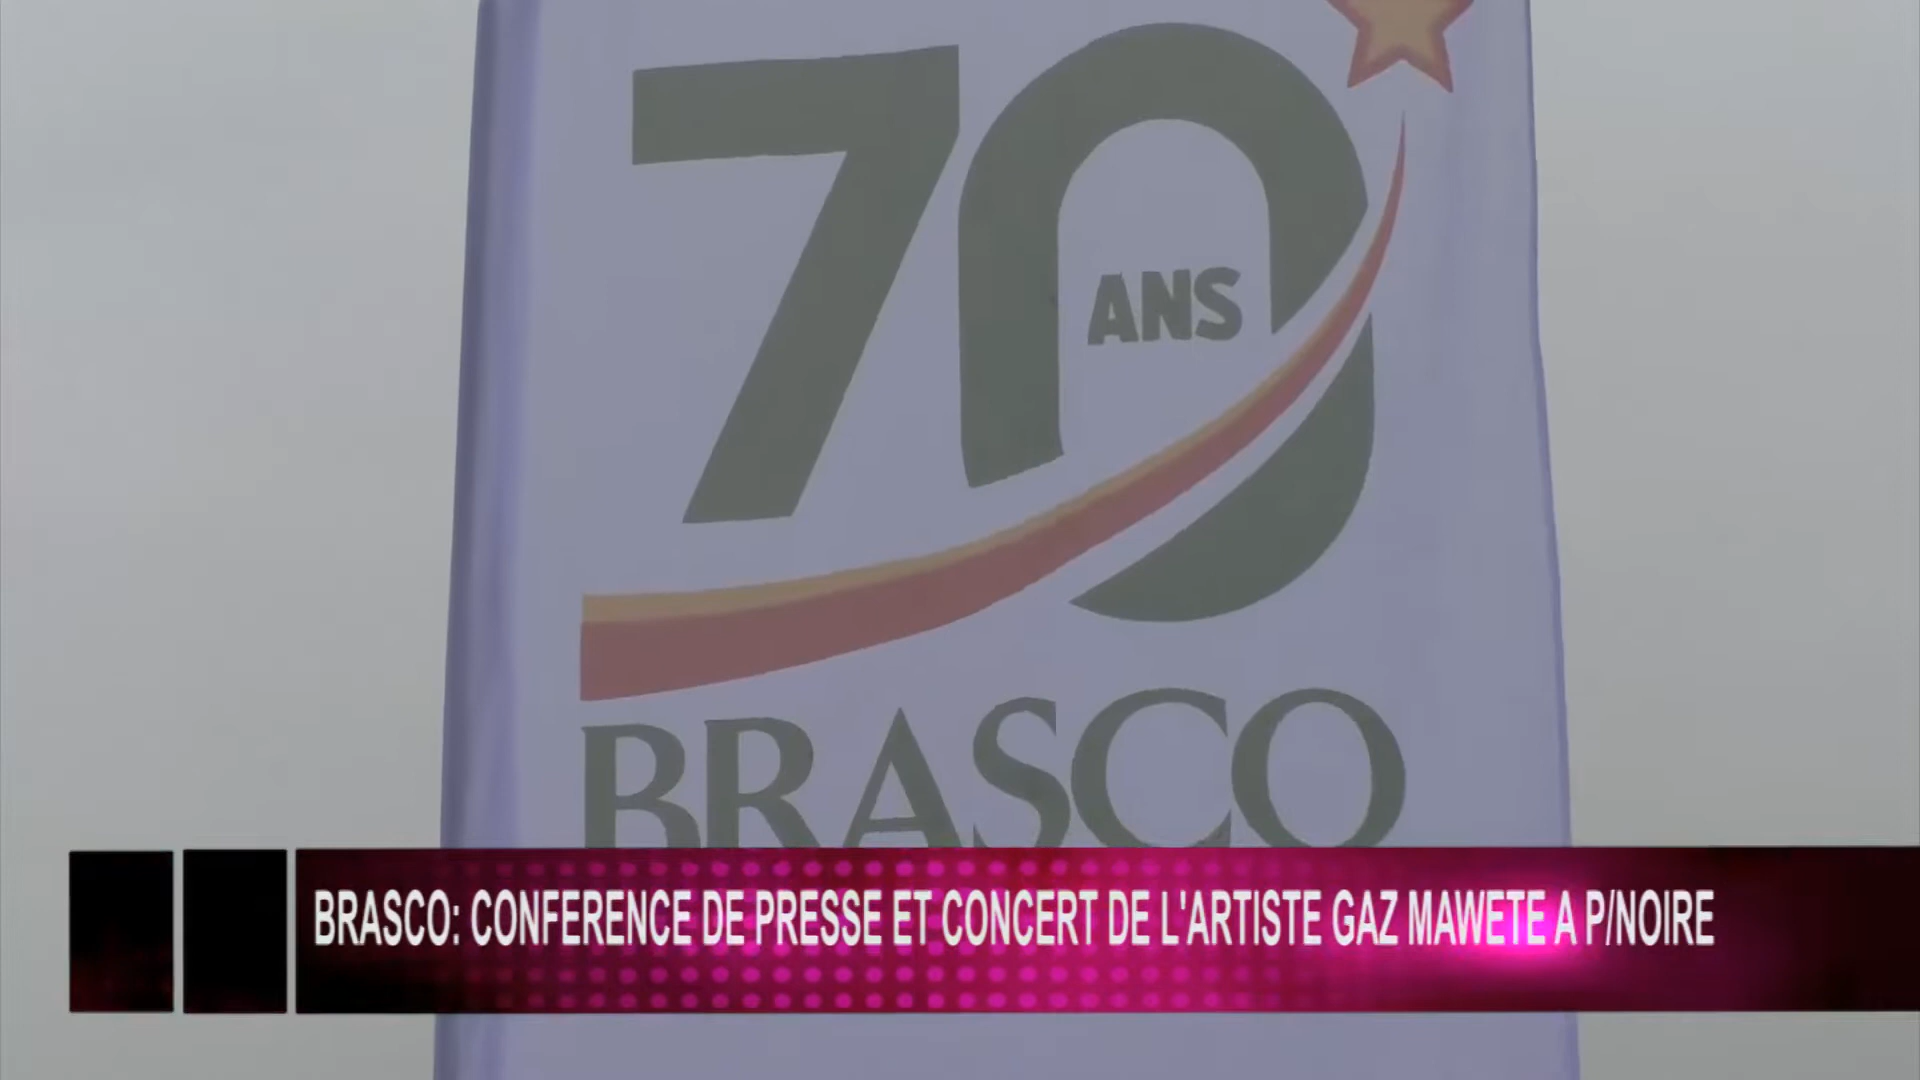 70
ANS
BRASCO
BRASCO: CONFERENCE DE PRESSE ET CONCERT DE L'ARTISTE GAZ MAWETE A P/NOIRE